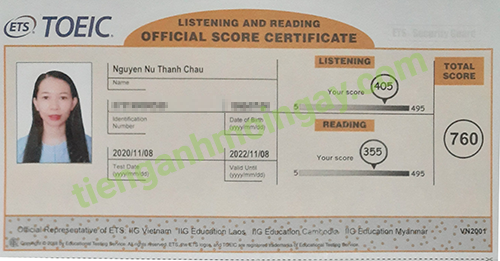 LISTENING AND READING
OFFICIAL SCORE CERTIFICATE
ETS TOEIC
Nguyen Nu Thanh Chau
Name
Identification
Number
Date of Birth
(yyyy/mm/dd)
2020/11/08
Test Date
(yyyy/mm/dd)
2022/11/08
Valid Until
(yyyy/mm/dd)
LISTENING
Your score
405
5
495
READING
Your score
355
5
495
TOTAL
SCORE
760
tienganhmoingay.com
Official Representative of ETS IIG Vietnam IIG Education Laos, IIG Education Cambodia IIG Education Myanmar
VN2001